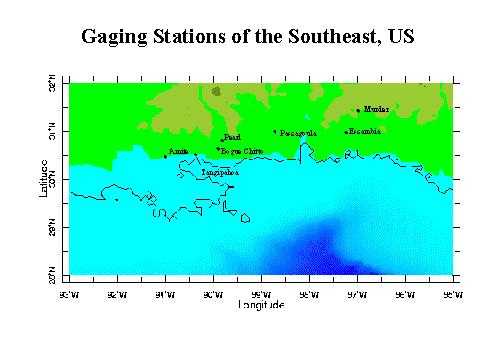 Gaging Stations of the Southeast, US
32°N
Murder
31°N
Pascagoula
Escambia
Pearl
Amite
Bogue Chitto
Tangipahoa
30°N
Latitude
29°N
28°N
93°W 92°W 91°W 90°W 89°W 88°W 87°W 86°W 85°W
Longitude